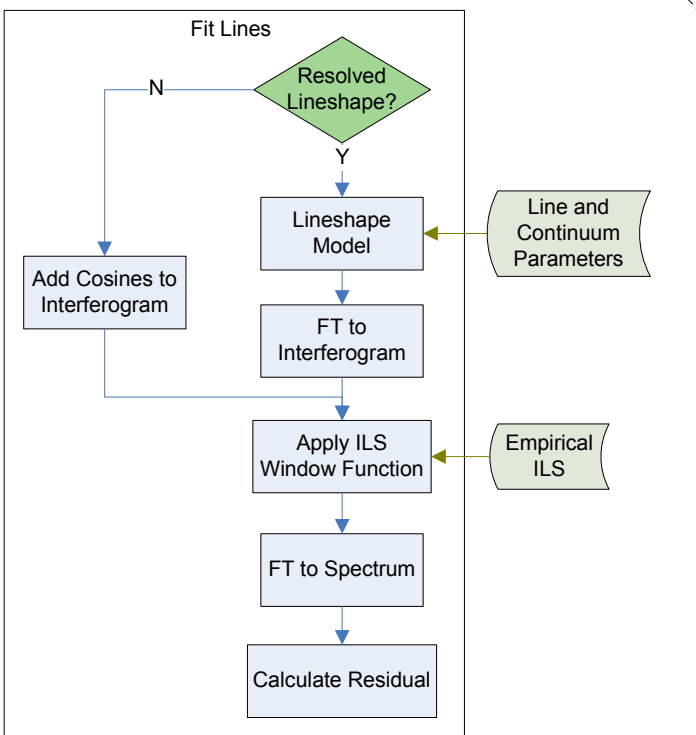 Fit Lines
Resolved
Lineshape?
N
Y
Lineshape
Model
Line and
Continuum
Parameters
Add Cosines to
Interferogram
FT to
Interferogram
Apply ILS
Window Function
Empirical
ILS
FT to Spectrum
Calculate Residual